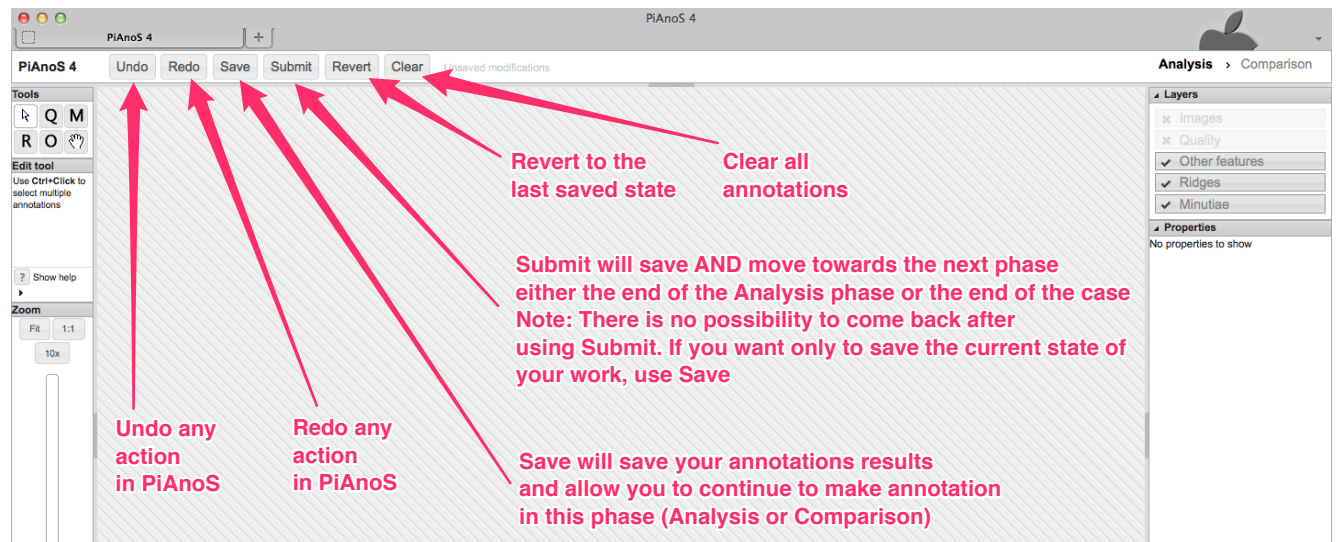 PiAnoS 4
PiAnoS 4
PiAnoS 4
Undo Redo Save Submit Revert Clear Unsaved modifications
Analysis › Comparison
Tools
Q M
R O
Edit tool
Use Ctrl+Click to
select multiple
annotations
? Show help
Zoom
Fit 1:1
10x
Layers
Images
Quality
Other features
Ridges
Minutiae
Properties
No properties to show
Revert to the
last saved state
Clear all
annotations
Submit will save AND move towards the next phase
either the end of the Analysis phase or the end of the case
Note: There is no possibility to come back after
using Submit. If you want only to save the current state of
your work, use Save
Undo any
action
in PiAnoS
Redo any
action
in PiAnoS
Save will save your annotations results
and allow you to continue to make annotation
in this phase (Analysis or Comparison)